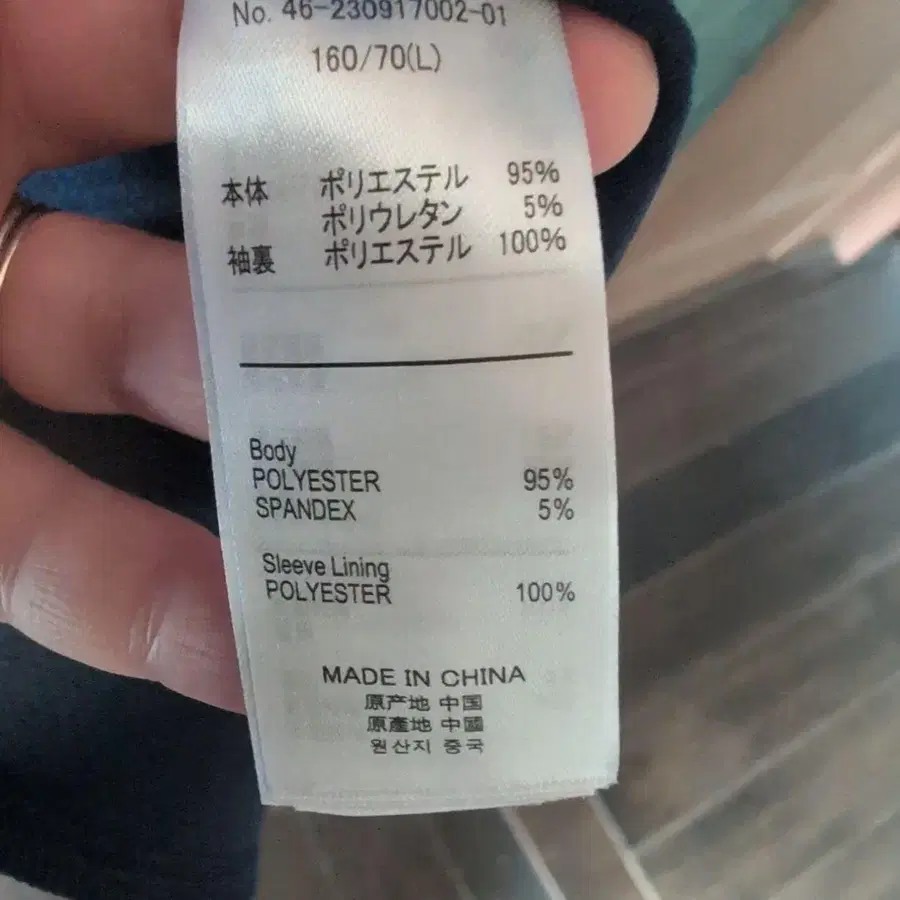 No. 46-230917002-01
160/70(L)
本体 ポリエステル 95%
ポリウレタン 5%
袖裏 ポリエステル 100%
Body
POLYESTER 95%
SPANDEX 5%
Sleeve Lining
POLYESTER 100%
MADE IN CHINA
原产地 中国
原產地 中國
원산지 중국